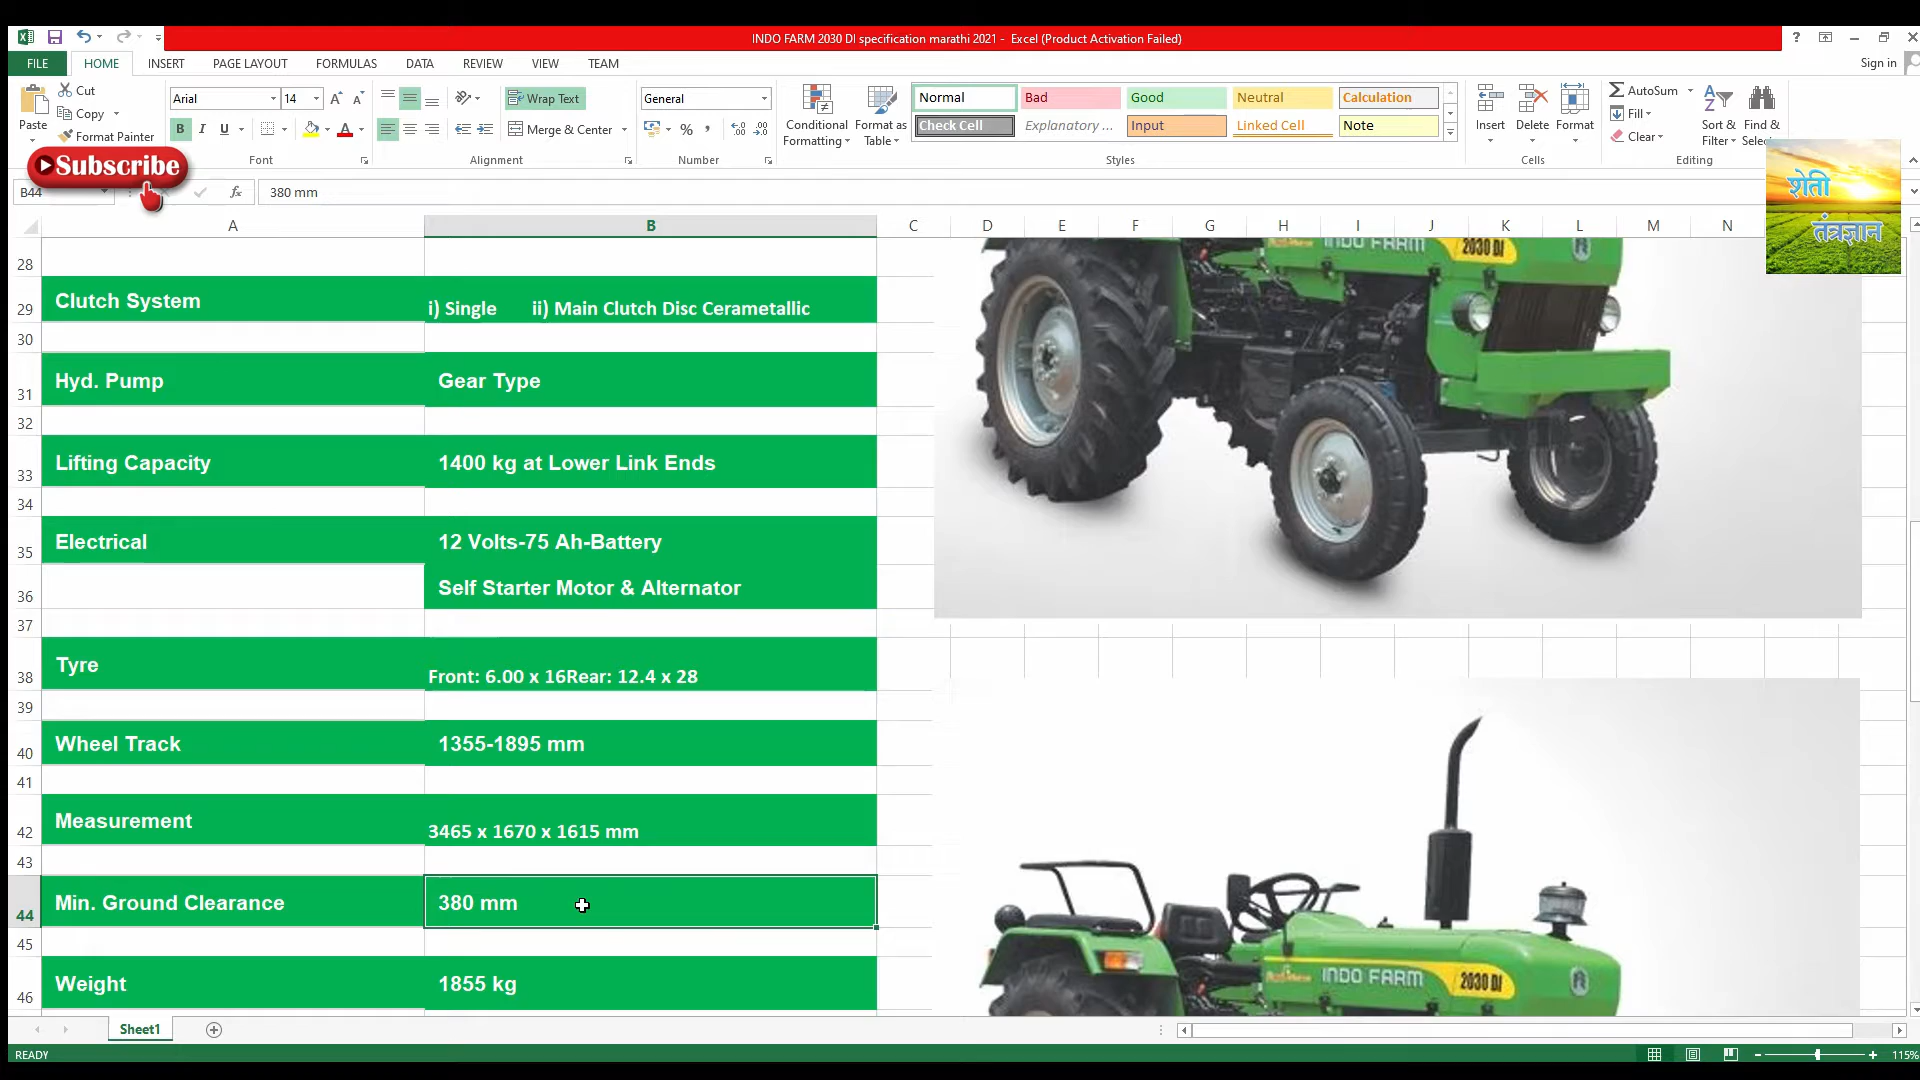 INDO FARM 2030 DI specification marathi 2021 - Excel (Product Activation Failed)
FILE HOME INSERT PAGE LAYOUT FORMULAS DATA REVIEW VIEW TEAM Sign in
Cut
Copy
Format Painter
Paste
Arial 14
B I U A
Font
Wrap Text
Merge & Center
Alignment
General
%
Number
Conditional Formatting
Format as Table
Normal Bad Good Neutral Calculation
Check Cell Explanatory ... Input Linked Cell Note
Styles
Insert Delete Format
Cells
AutoSum
Fill
Clear
Sort & Filter
Find &
Editing
Subscribe
शेती
तंत्रज्ञान
B44 fx 380 mm
A B C D E F G H I J K L M N
28
29 Clutch System i) Single ii) Main Clutch Disc Cerametallic
30
31 Hyd. Pump Gear Type
32
33 Lifting Capacity 1400 kg at Lower Link Ends
34
35 Electrical 12 Volts-75 Ah-Battery
36 Self Starter Motor & Alternator
37
38 Tyre Front: 6.00 x 16Rear: 12.4 x 28
39
40 Wheel Track 1355-1895 mm
41
42 Measurement 3465 x 1670 x 1615 mm
43
44 Min. Ground Clearance 380 mm
45
46 Weight 1855 kg
INDO FARM 2030 DI
INDO FARM 2030 DI
Sheet1
READY
115%